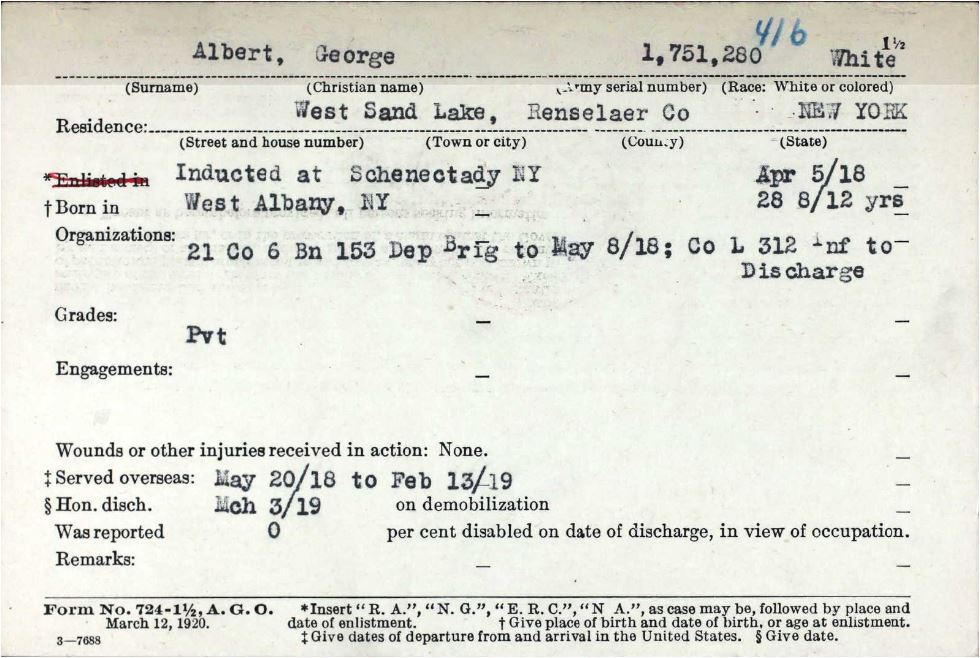 416
Albert, George 1,751,280 White 1½
(Surname) (Christian name) (Army serial number) (Race: White or colored)
Residence: West Sand Lake, Renselaer Co NEW YORK
(Street and house number) (Town or city) (County) (State)
*Enlisted in Inducted at Schenectady NY Apr 5/18
†Born in West Albany, NY 28 8/12 yrs
Organizations: 21 Co 6 Bn 153 Dep Brig to May 8/18; Co L 312 Inf to
Discharge
Grades:
Pvt
Engagements:
Wounds or other injuries received in action: None.
‡Served overseas: May 20/18 to Feb 13/19
§Hon. disch. Mch 3/19 on demobilization
Was reported 0 per cent disabled on date of discharge, in view of occupation.
Remarks:
Form No. 724-1½, A. G. O. *Insert "R. A.", "N. G.", "E. R. C.", "N A.", as case may be, followed by place and
March 12, 1920. date of enlistment. †Give place of birth and date of birth, or age at enlistment.
3—7688 ‡Give dates of departure from and arrival in the United States. §Give date.